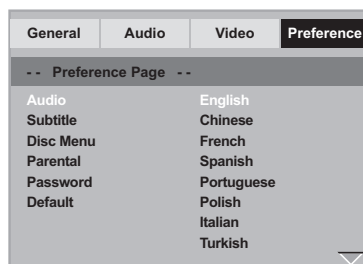 General Audio Video Preference
- - Preference Page - -
Audio English
Subtitle Chinese
Disc Menu French
Parental Spanish
Password Portuguese
Default Polish
Italian
Turkish